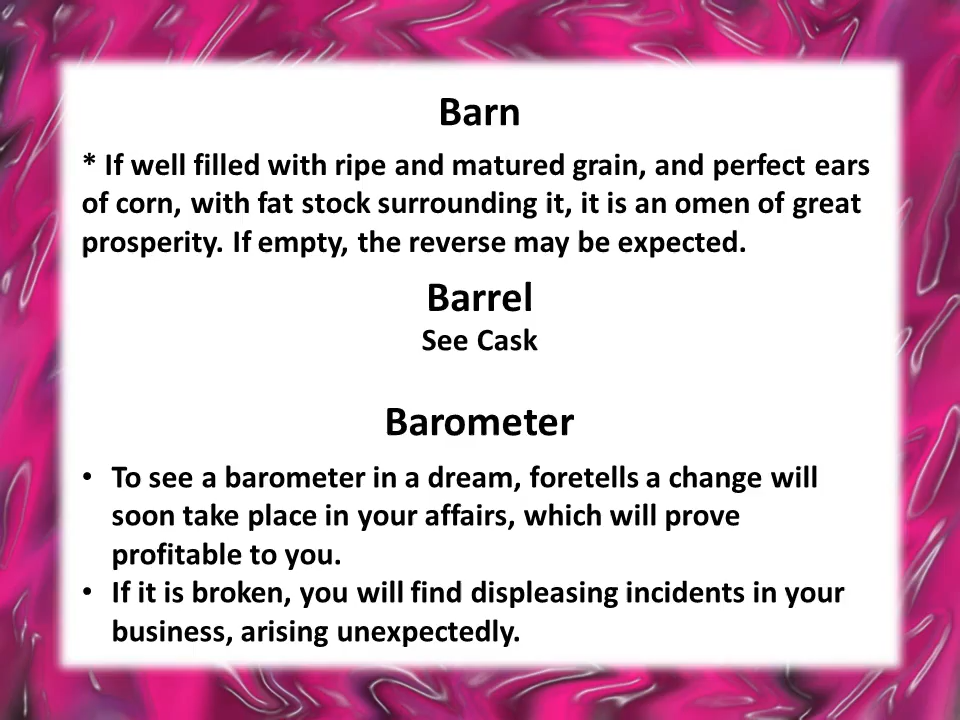 Barn
* If well filled with ripe and matured grain, and perfect ears
of corn, with fat stock surrounding it, it is an omen of great
prosperity. If empty, the reverse may be expected.
Barrel
See Cask
Barometer
• To see a barometer in a dream, foretells a change will
soon take place in your affairs, which will prove
profitable to you.
• If it is broken, you will find displeasing incidents in your
business, arising unexpectedly.